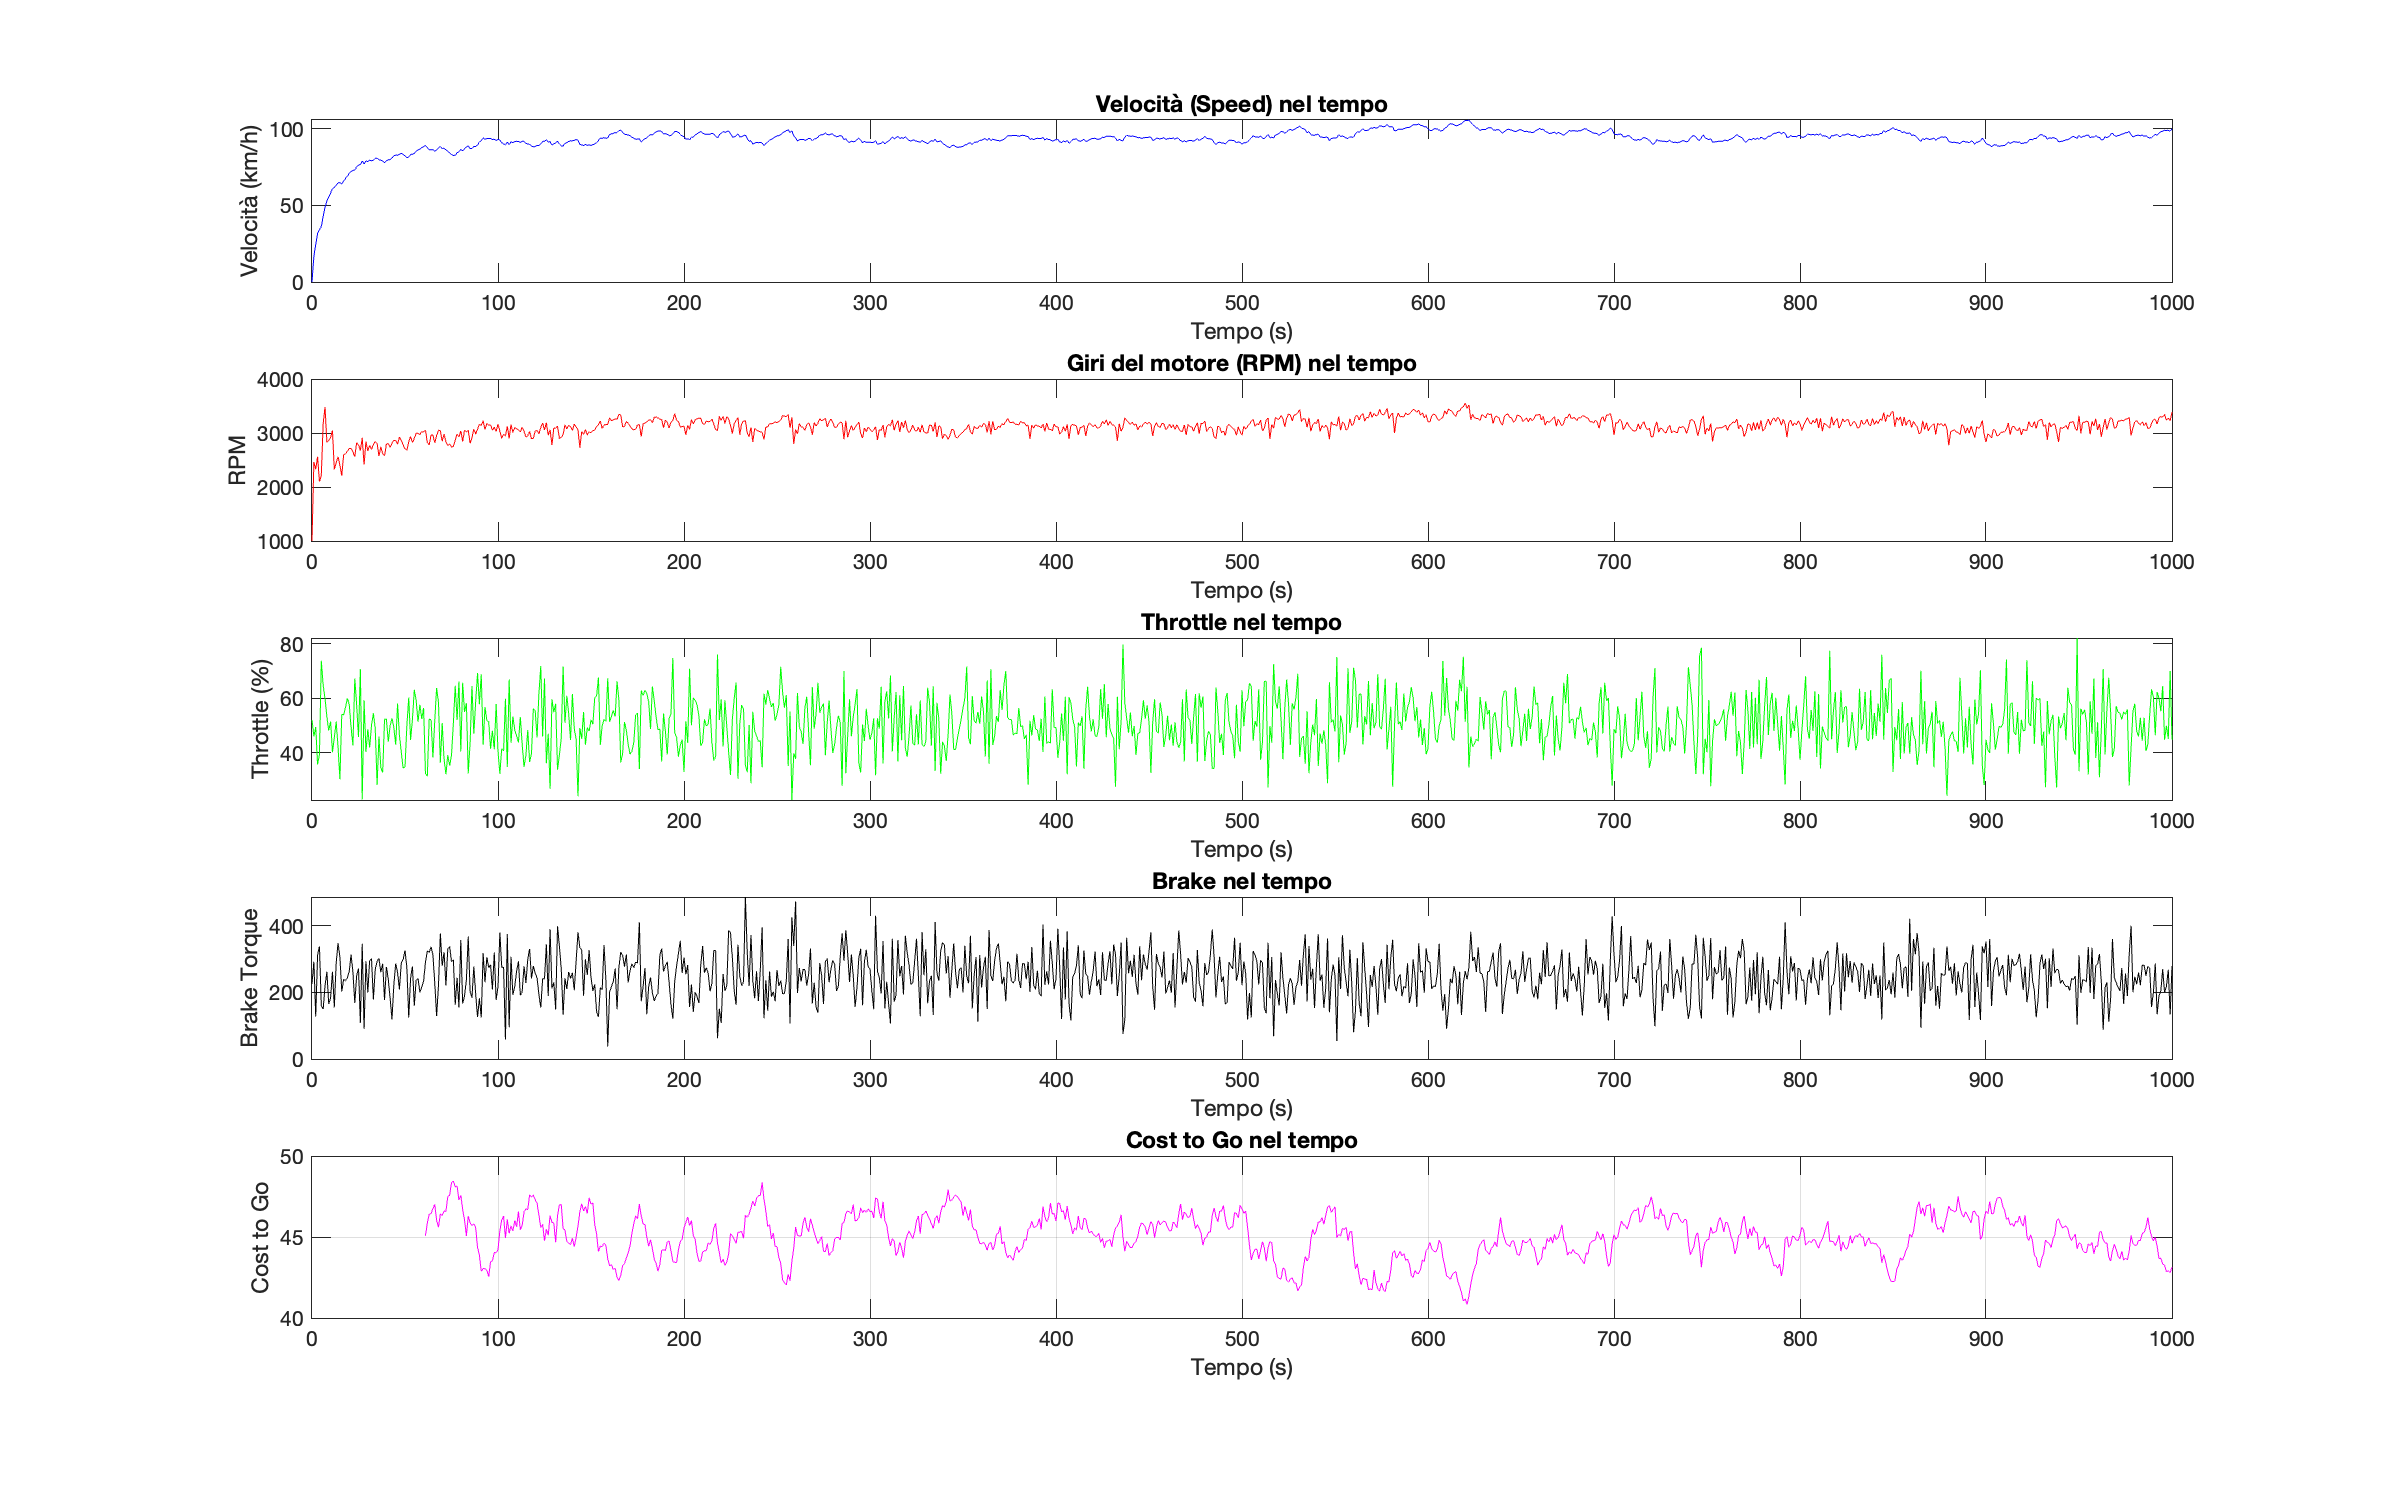 Velocità (Speed) nel tempo
Velocità (km/h)
100
50
0
0 100 200 300 400 500 600 700 800 900 1000
Tempo (s)
Giri del motore (RPM) nel tempo
RPM
4000
3000
2000
1000
0 100 200 300 400 500 600 700 800 900 1000
Tempo (s)
Throttle nel tempo
Throttle (%)
80
60
40
0 100 200 300 400 500 600 700 800 900 1000
Tempo (s)
Brake nel tempo
Brake Torque
400
200
0
0 100 200 300 400 500 600 700 800 900 1000
Tempo (s)
Cost to Go nel tempo
Cost to Go
50
45
40
0 100 200 300 400 500 600 700 800 900 1000
Tempo (s)